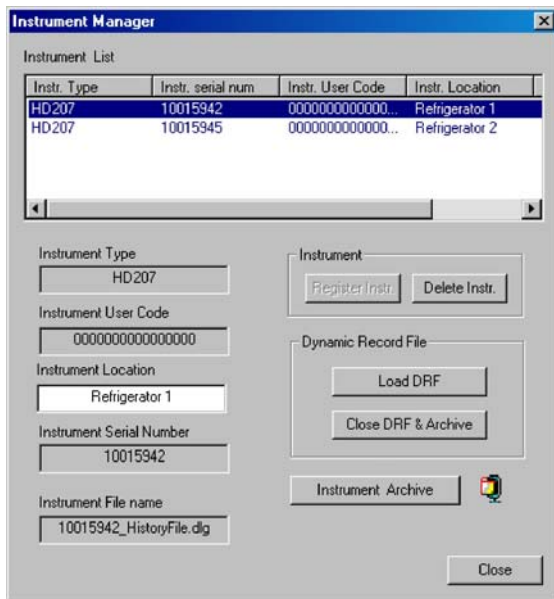 Instrument Manager
Instrument List
Instr. Type Instr. serial num Instr. User Code Instr. Location
HD207 10015942 0000000000000... Refrigerator 1
HD207 10015945 0000000000000... Refrigerator 2
Instrument Type
HD207
Instrument User Code
0000000000000000
Instrument Location
Refrigerator 1
Instrument Serial Number
10015942
Instrument File name
10015942_HistoryFile.dlg
Instrument
Register Instr. Delete Instr.
Dynamic Record File
Load DRF
Close DRF & Archive
Instrument Archive
Close